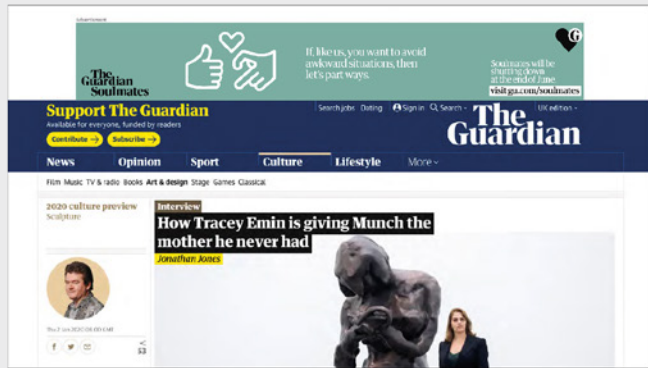 Advertisement
The
Guardian
Soulmates
If, like us, you want to avoid
awkward situations, then
let's part ways.
G
Soulmates will be
shutting down
at the end of June
visit gu.com/soulmates
Support The Guardian
Available for everyone, funded by readers
Contribute →
Subscribe →
Search jobs Dating Sign in Search
UK edition
The
Guardian
News Opinion Sport Culture Lifestyle More
Film Music TV & radio Books Art & design Stage Games Classical
2020 culture preview
Sculpture
Interview
How Tracey Emin is giving Munch the
mother he never had
Jonathan Jones
53